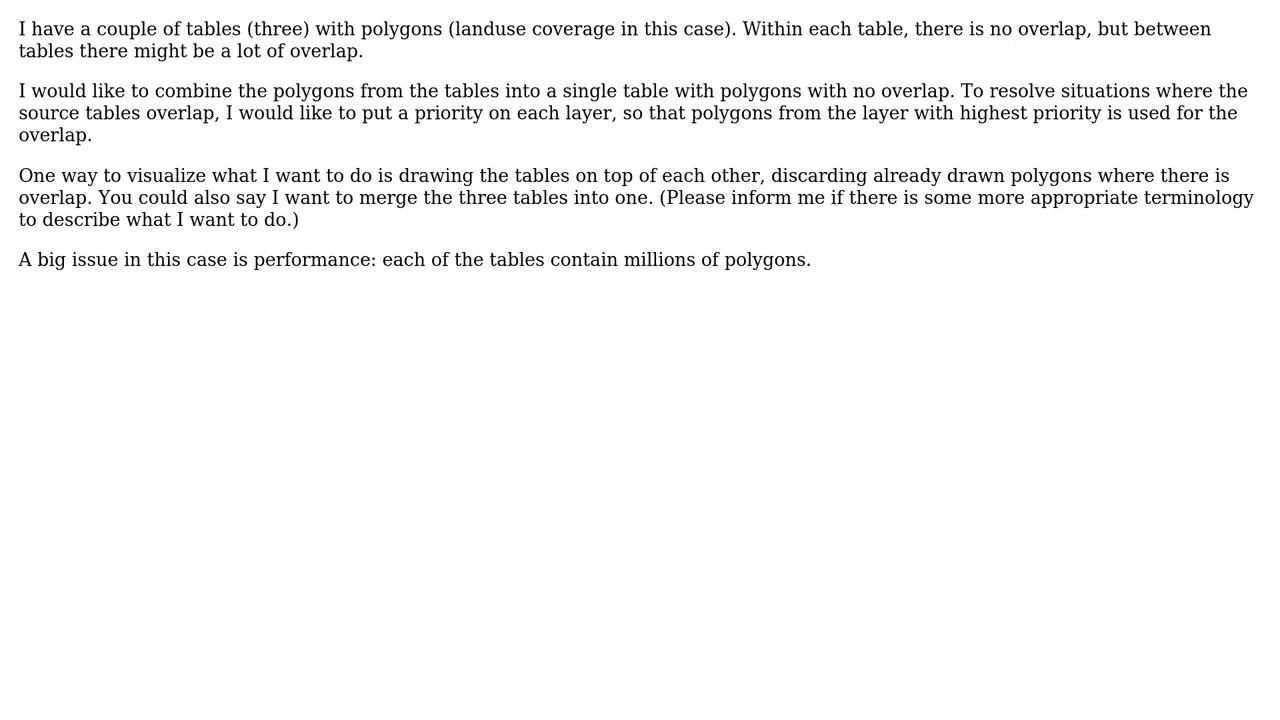 I have a couple of tables (three) with polygons (landuse coverage in this case). Within each table, there is no overlap, but between
tables there might be a lot of overlap.
I would like to combine the polygons from the tables into a single table with polygons with no overlap. To resolve situations where the
source tables overlap, I would like to put a priority on each layer, so that polygons from the layer with highest priority is used for the
overlap.
One way to visualize what I want to do is drawing the tables on top of each other, discarding already drawn polygons where there is
overlap. You could also say I want to merge the three tables into one. (Please inform me if there is some more appropriate terminology
to describe what I want to do.)
A big issue in this case is performance: each of the tables contain millions of polygons.